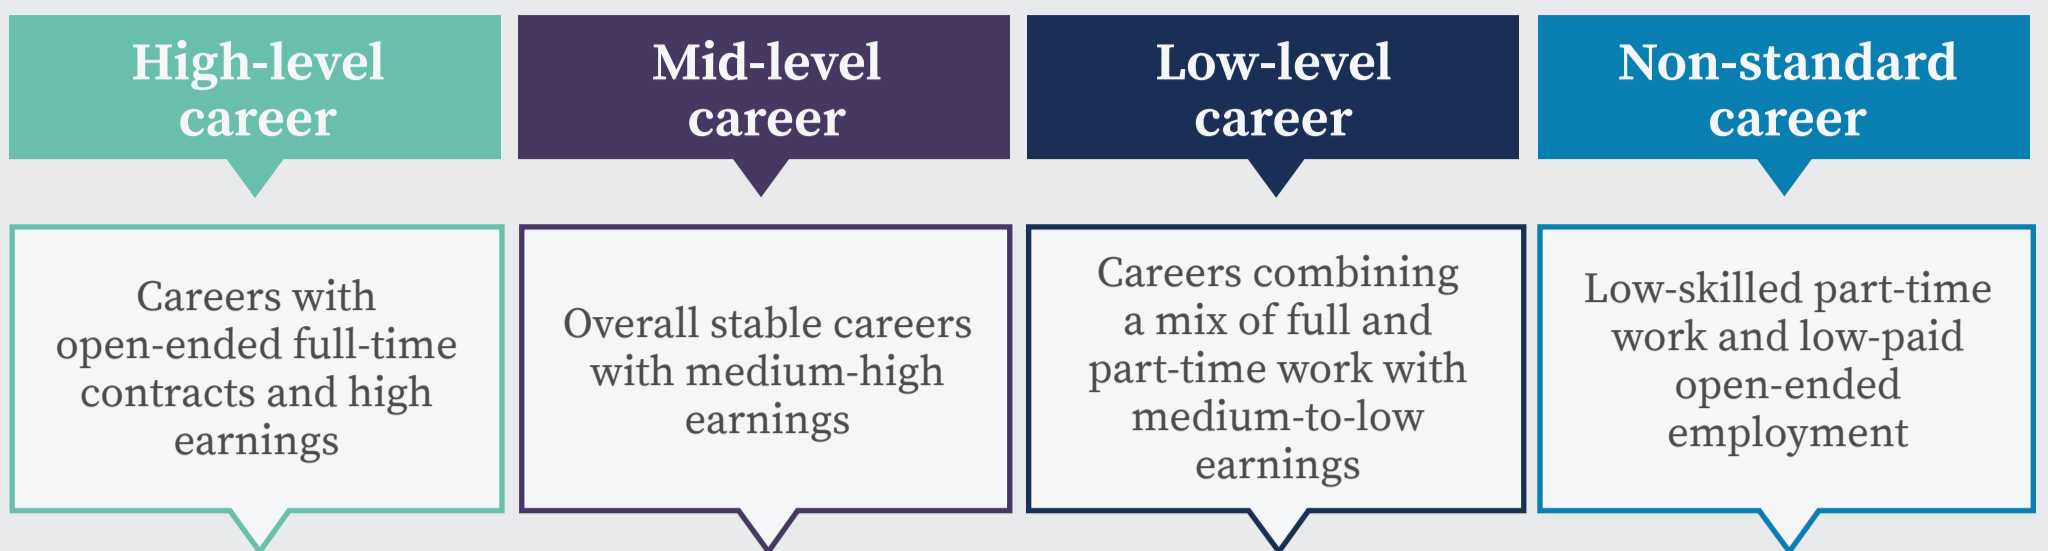 High-level
career
Mid-level
career
Low-level
career
Non-standard
career
Careers with
open-ended full-time
contracts and high
earnings
Overall stable careers
with medium-high
earnings
Careers combining
a mix of full and
part-time work with
medium-to-low
earnings
Low-skilled part-time
work and low-paid
open-ended
employment